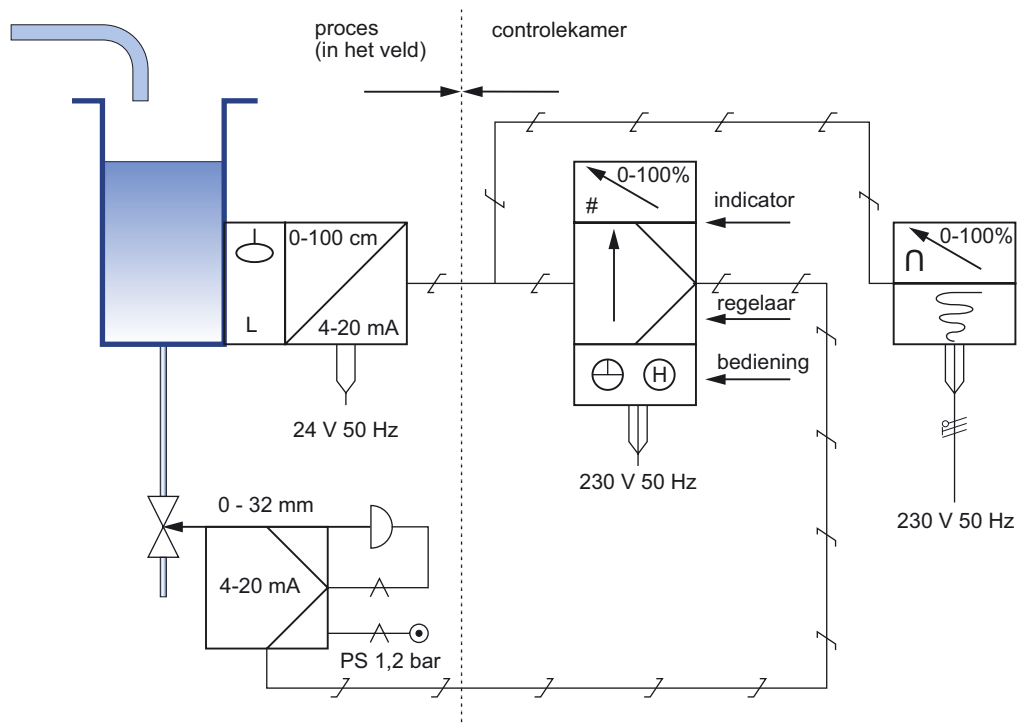 proces
(in het veld)
controlekamer
0-100%
#
indicator
0-100%
∩
0-100 cm
L
4-20 mA
regelaar
bediening
H
24 V 50 Hz
230 V 50 Hz
230 V 50 Hz
0 - 32 mm
4-20 mA
PS 1,2 bar